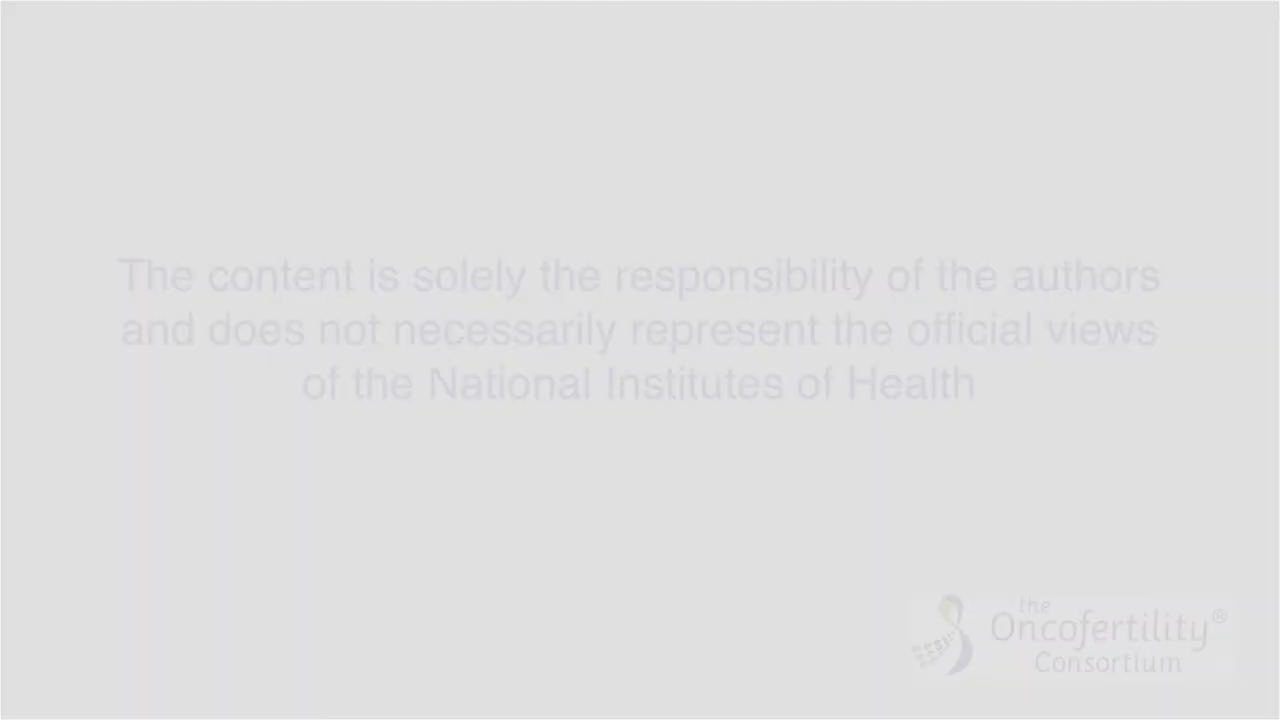 The content is solely the responsibility of the authors
and does not necessarily represent the official views
of the National Institutes of Health
the
Oncofertility®
Consortium